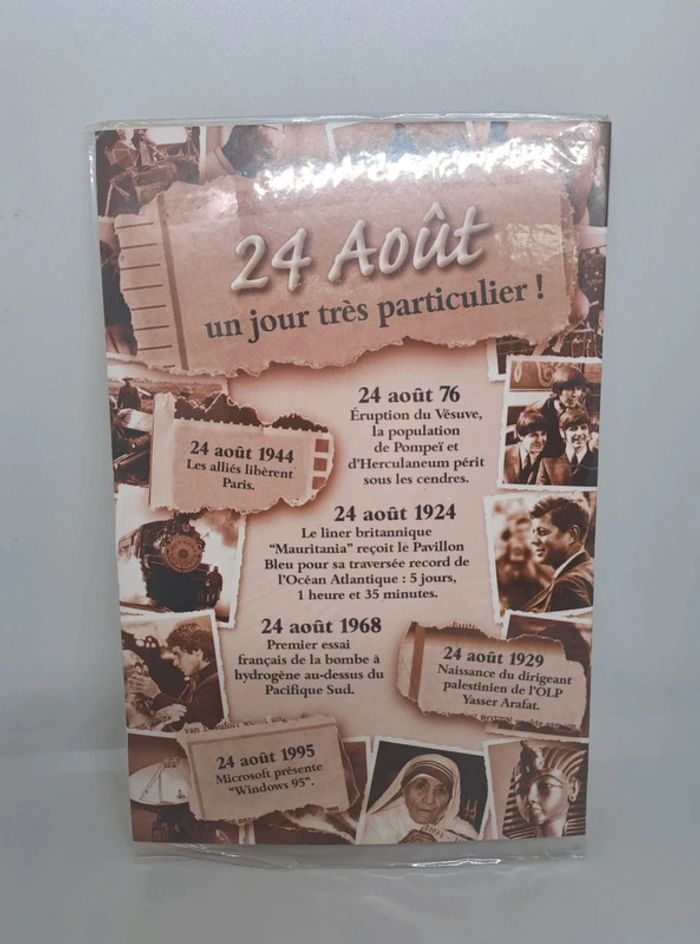 24 Août
un jour très particulier !
24 août 76
Éruption du Vésuve,
la population
de Pompeï et
d'Herculaneum périt
sous les cendres.
24 août 1944
Les alliés libèrent
Paris.
24 août 1924
Le liner britannique
“Mauritania” reçoit le Pavillon
Bleu pour sa traversée record de
l'Océan Atlantique : 5 jours,
1 heure et 35 minutes.
24 août 1968
Premier essai
français de la bombe à
hydrogène au-dessus du
Pacifique Sud.
24 août 1929
Naissance du dirigeant
palestinien de l'OLP
Yasser Arafat.
24 août 1995
Microsoft présente
“Windows 95”.